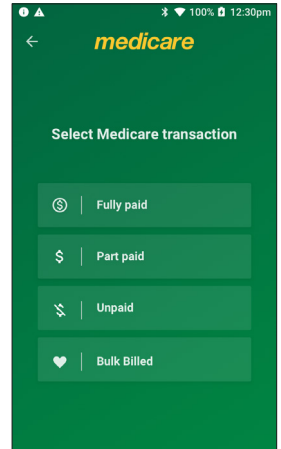 100% 12:30pm
medicare
Select Medicare transaction
Fully paid
Part paid
Unpaid
Bulk Billed